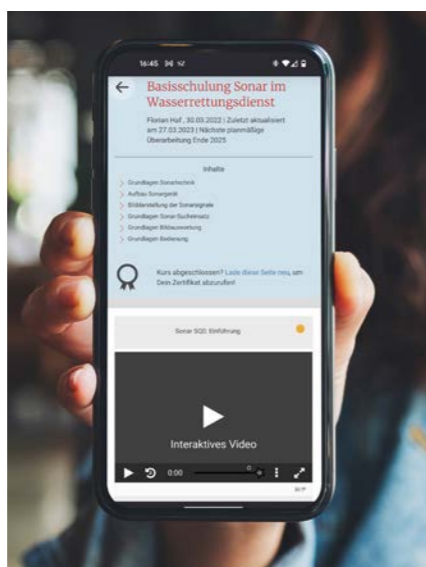 16:45
Basisschulung Sonar im
Wasserrettungsdienst
Florian Huf , 30.03.2022 | Zuletzt aktualisiert
am 27.03.2023 | Nächste planmäßige
Überarbeitung Ende 2025
Inhalte
Grundlagen Sonartechnik
Aufbau Sonargerät
Bilddarstellung der Sonarsignale
Grundlagen Sonar-Sucheinsatz
Grundlagen Bildauswertung
Grundlagen Bedienung
Kurs abgeschlossen? Lade diese Seite neu, um
Dein Zertifikat abzurufen!
Sonar SQ0: Einführung
Interaktives Video
0:00